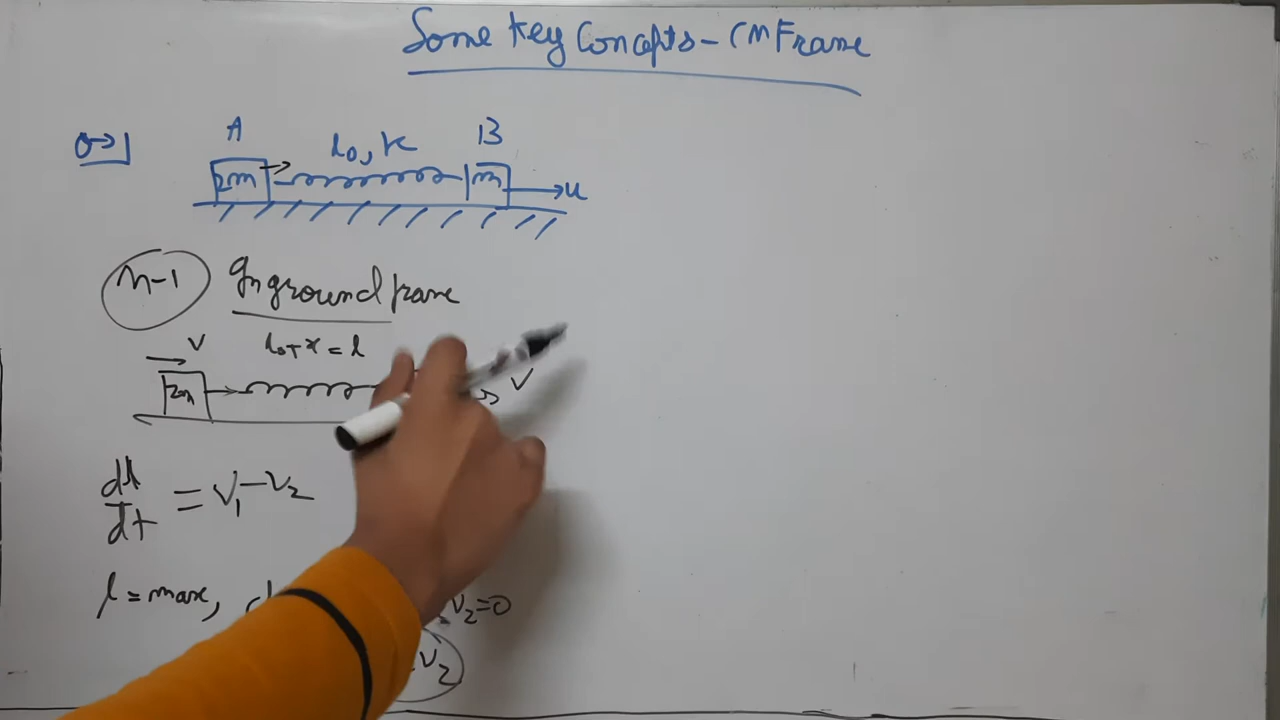 Some Key Concepts - CM Frame
Q→1
A B
l₀, K
2m m →u
M-1 In ground frame
v l₀+x = l
2m v
dl/dt = v₁-v₂
l = max, v₂=0
v₂